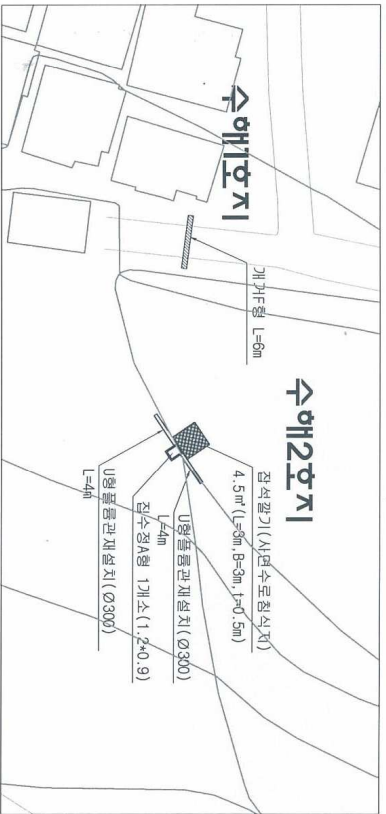 수해1호지
개거F형 L=6m
수해2호지
잡석깔기(사면수로침식지)
4.5㎥(L=3m,B=3m,t=0.5m)
U형플륨관재설치(Ø300)
L=4m
집수정A형 1개소(1.2*0.9)
U형플륨관재설치(Ø300)
L=4m